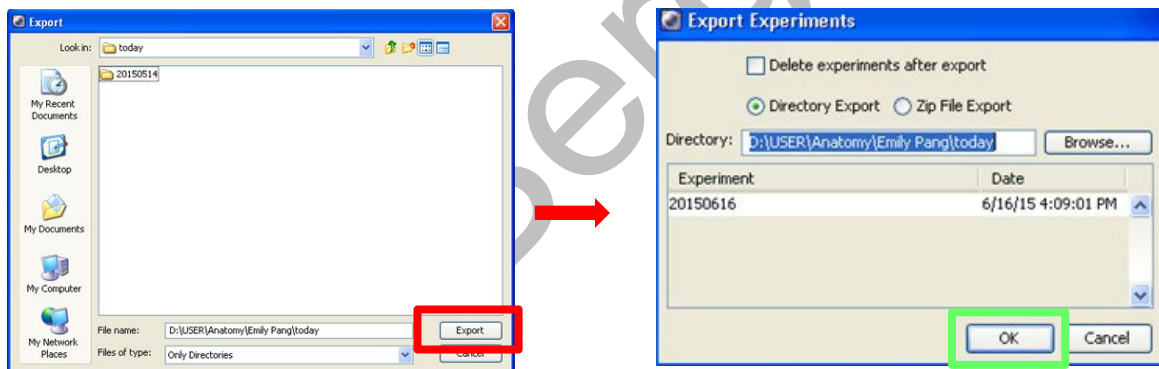 Export
Look in: today
20150514
My Recent
Documents
Desktop
My Documents
My Computer
My Network
Places
File name: D:\USER\Anatomy\Emily Pang\today Export
Files of type: Only Directories Cancel
Export Experiments
Delete experiments after export
Directory Export Zip File Export
Directory: D:\USER\Anatomy\Emily Pang\today Browse...
Experiment Date
20150616 6/16/15 4:09:01 PM
OK Cancel